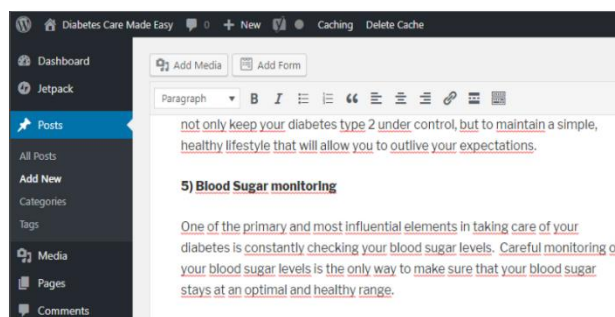 Diabetes Care Made Easy 0 + New Caching Delete Cache
Dashboard
Add Media Add Form
Jetpack
Paragraph B I
Posts
not only keep your diabetes type 2 under control, but to maintain a simple,
healthy lifestyle that will allow you to outlive your expectations.
All Posts
Add New
5) Blood Sugar monitoring
Categories
Tags
One of the primary and most influential elements in taking care of your
diabetes is constantly checking your blood sugar levels. Careful monitoring o
Media
your blood sugar levels is the only way to make sure that your blood sugar
Pages
stays at an optimal and healthy range.
Comments